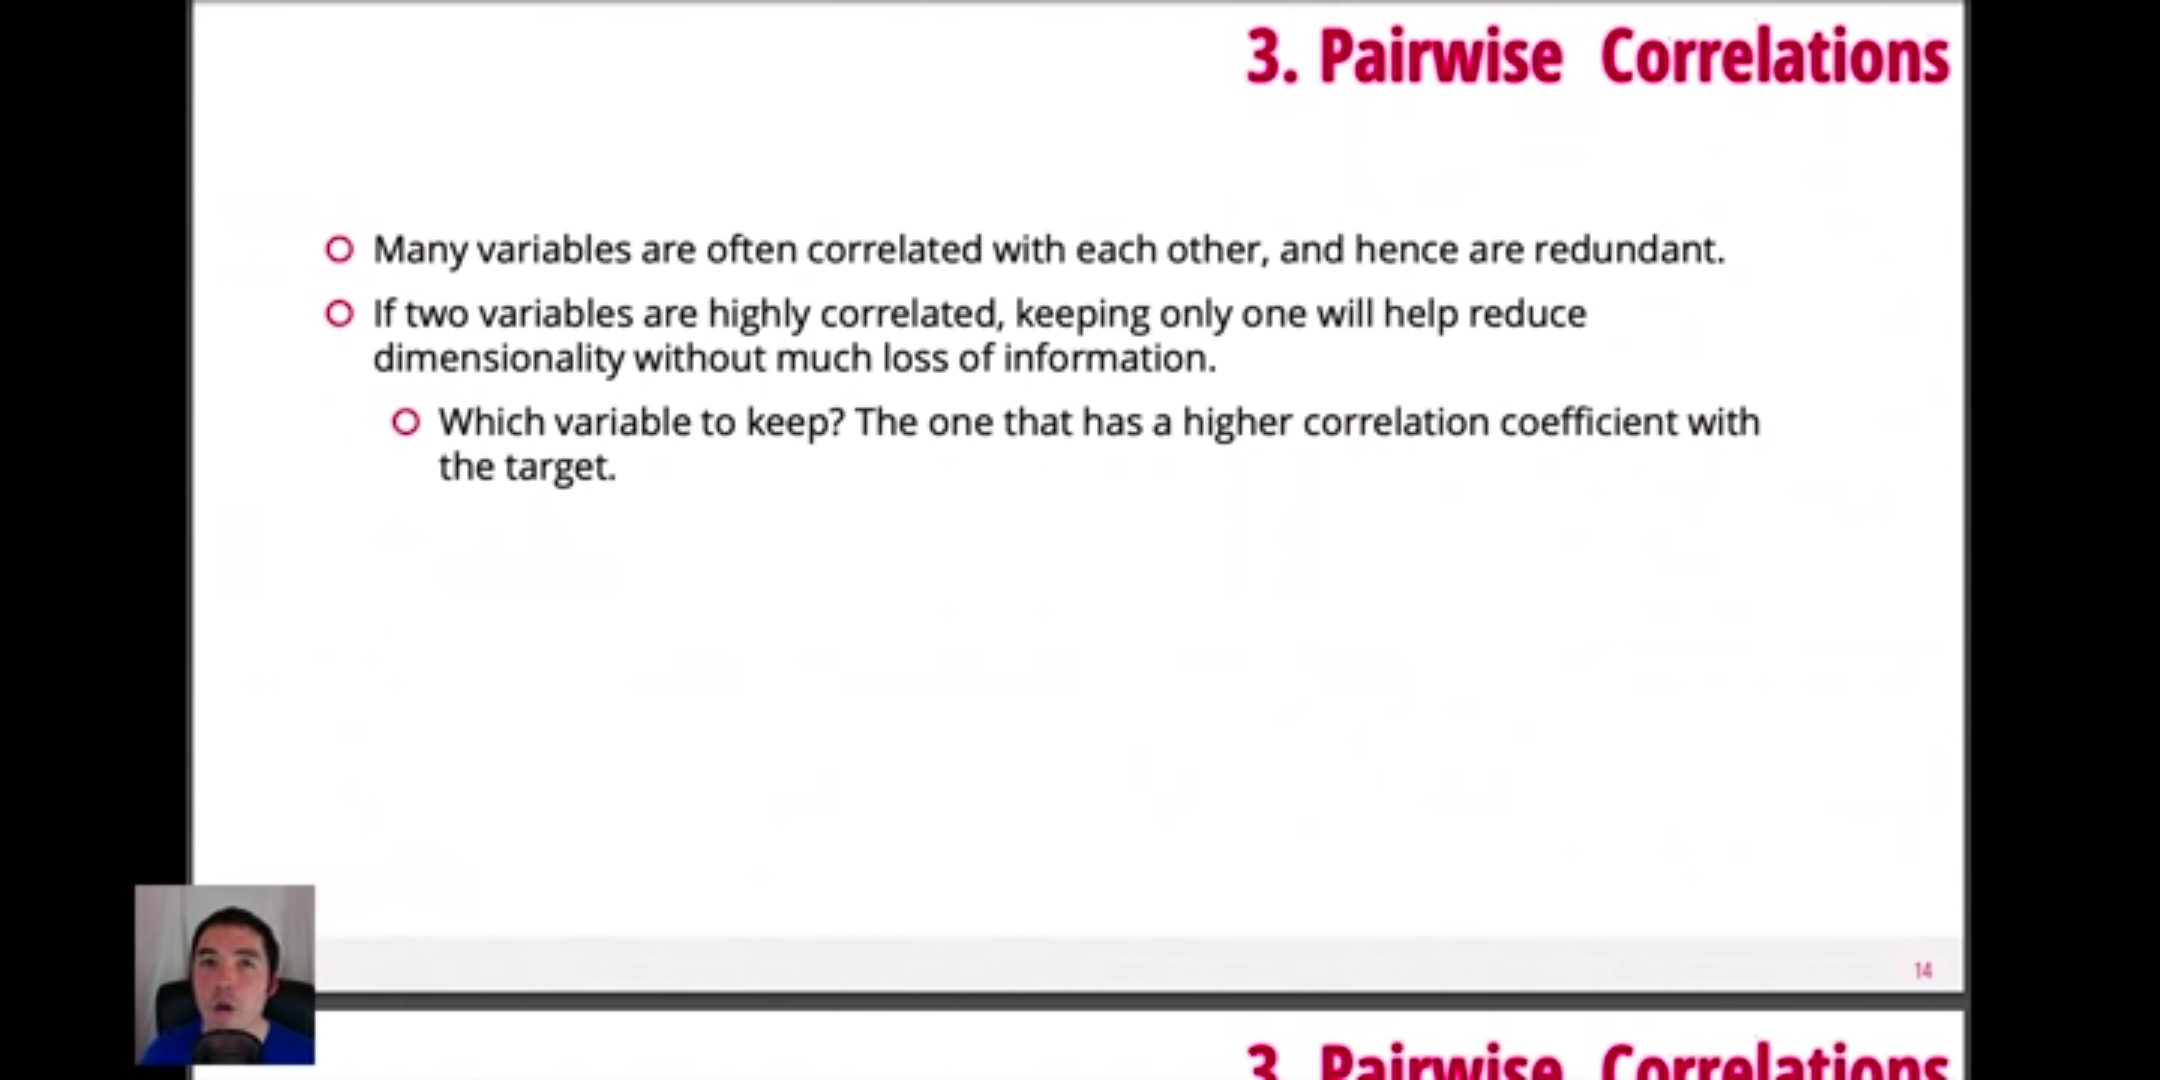 3. Pairwise Correlations
Many variables are often correlated with each other, and hence are redundant.
If two variables are highly correlated, keeping only one will help reduce
dimensionality without much loss of information.
Which variable to keep? The one that has a higher correlation coefficient with
the target.
14
3. Pairwise Correlations